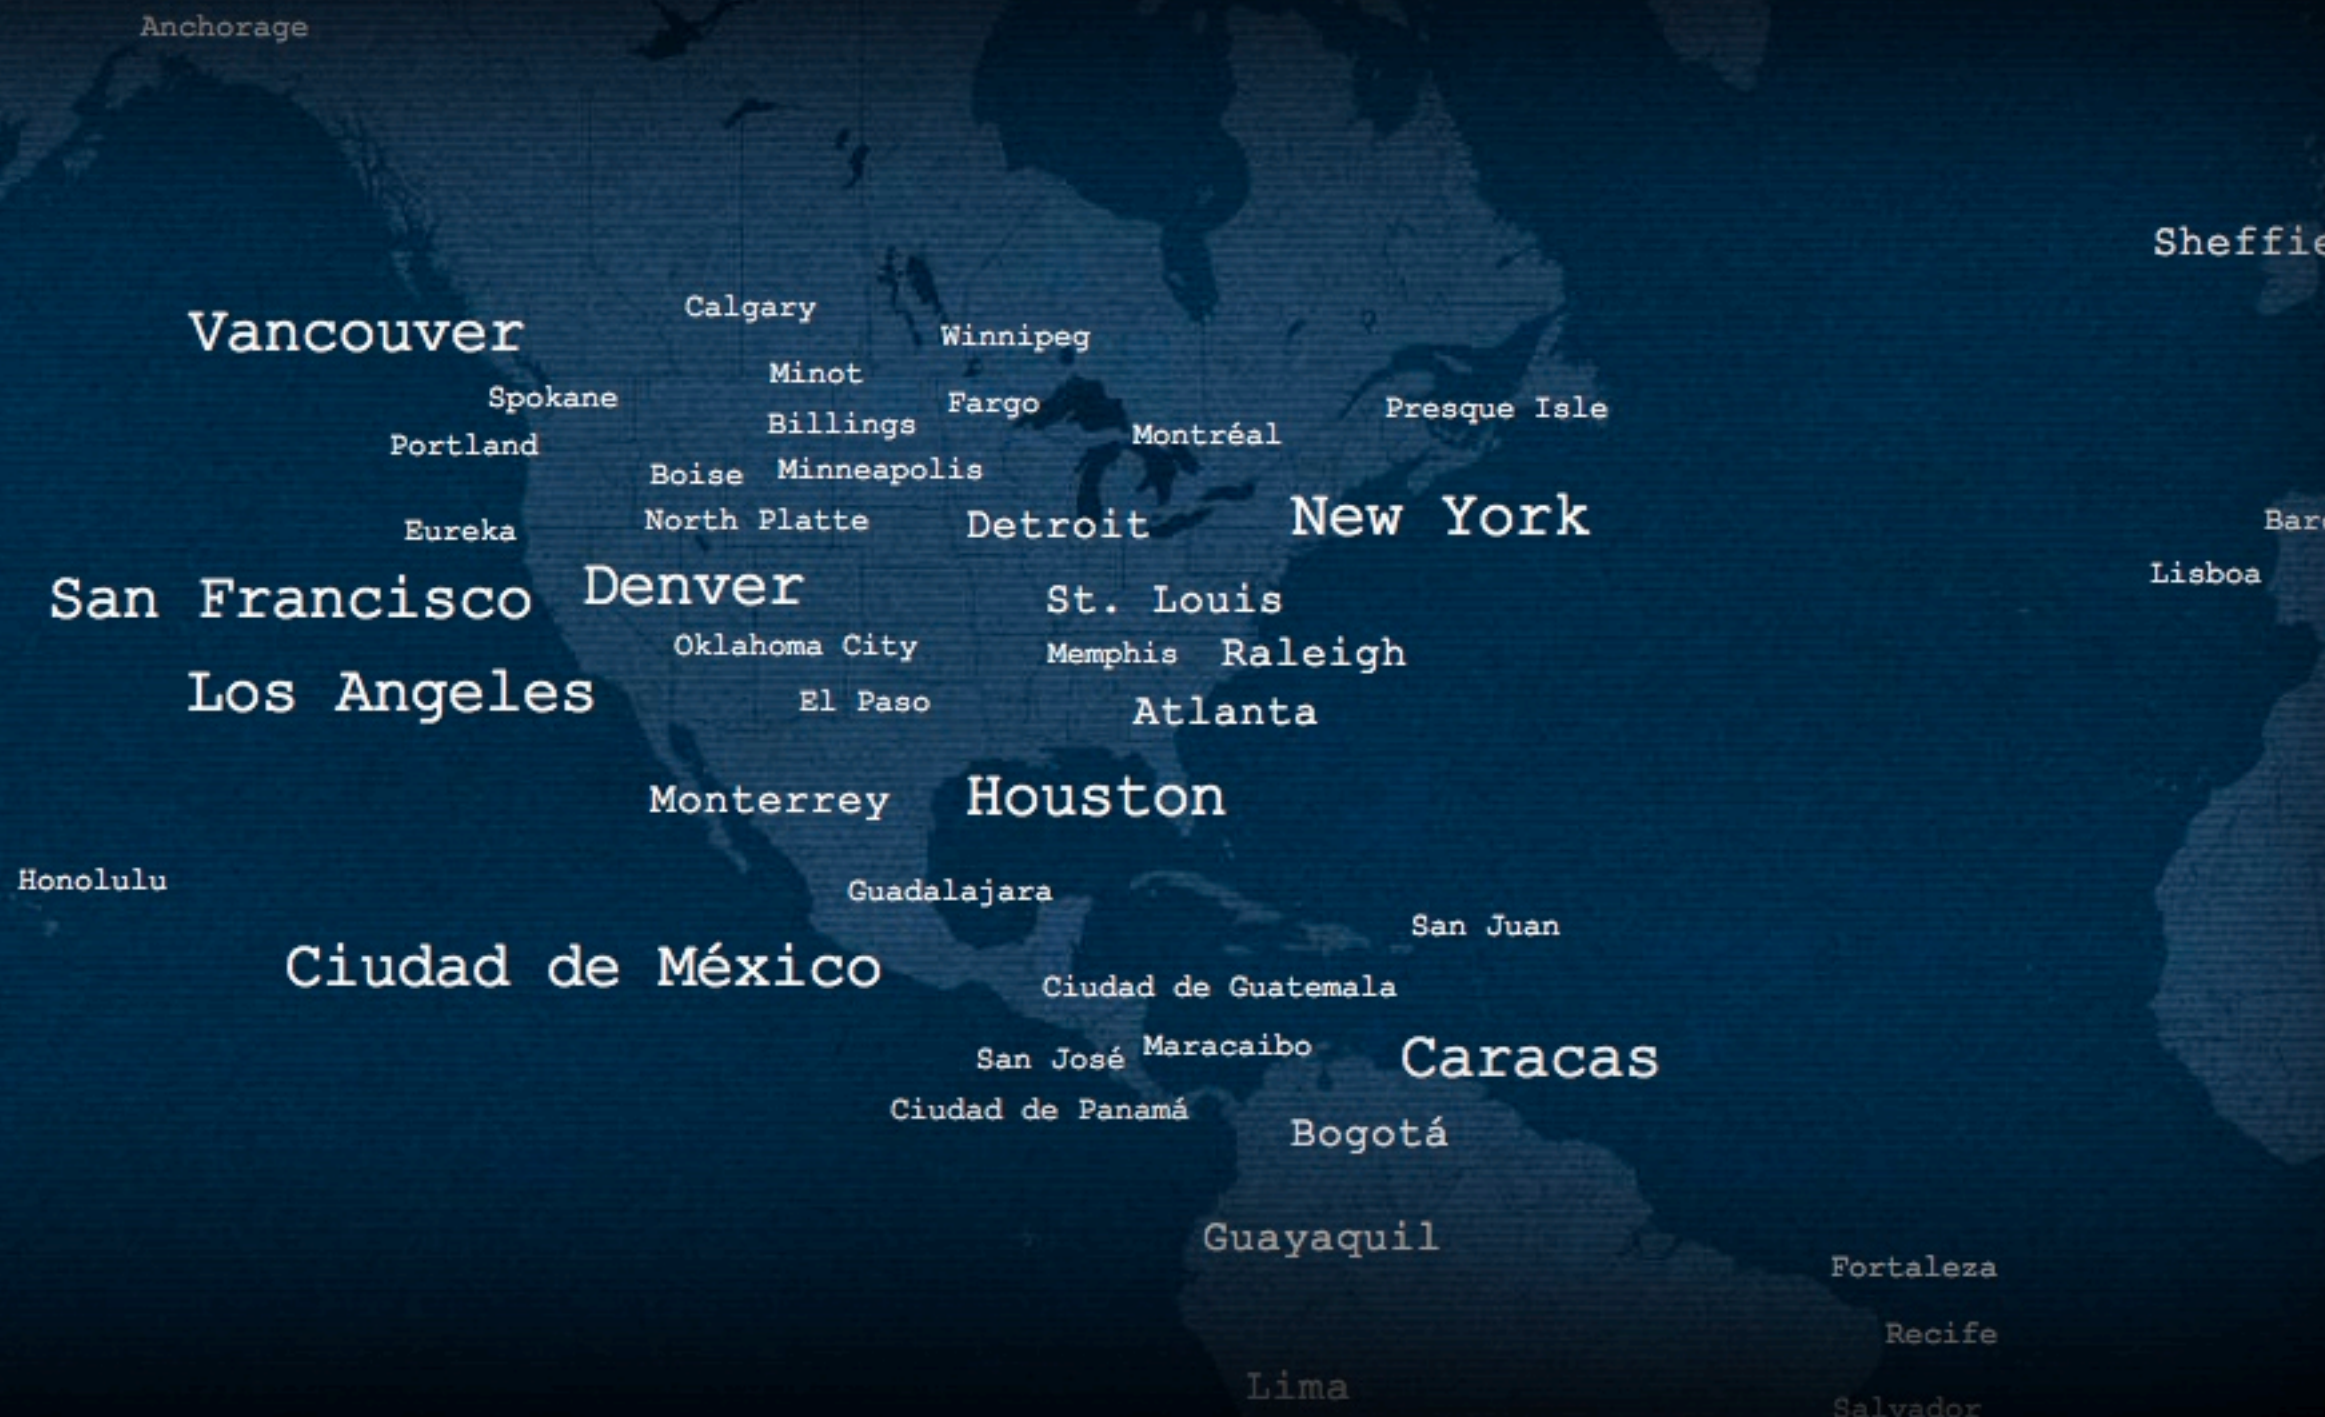 Anchorage
Sheffie
Calgary
Vancouver
Winnipeg
Minot
Spokane
Fargo
Presque Isle
Billings
Montréal
Portland
Minneapolis
Boise
New York
North Platte
Detroit
Bar
Eureka
Lisboa
Denver
San Francisco
St. Louis
Oklahoma City
Memphis
Raleigh
Los Angeles
El Paso
Atlanta
Monterrey
Houston
Honolulu
Guadalajara
San Juan
Ciudad de México
Ciudad de Guatemala
Maracaibo
San José
Caracas
Ciudad de Panamá
Bogotá
Guayaquil
Fortaleza
Recife
Lima
Salvador